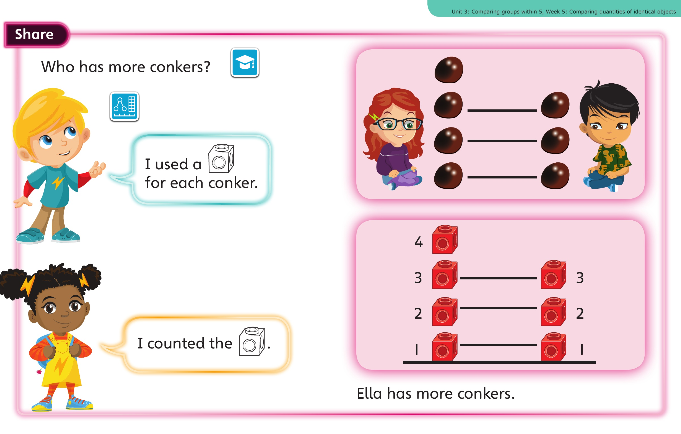 Unit 3: Comparing groups within 5, Week 5: Comparing quantities of identical objects
Share
Who has more conkers?
I used a
for each conker.
I counted the .
4
3 3
2 2
1 1
Ella has more conkers.